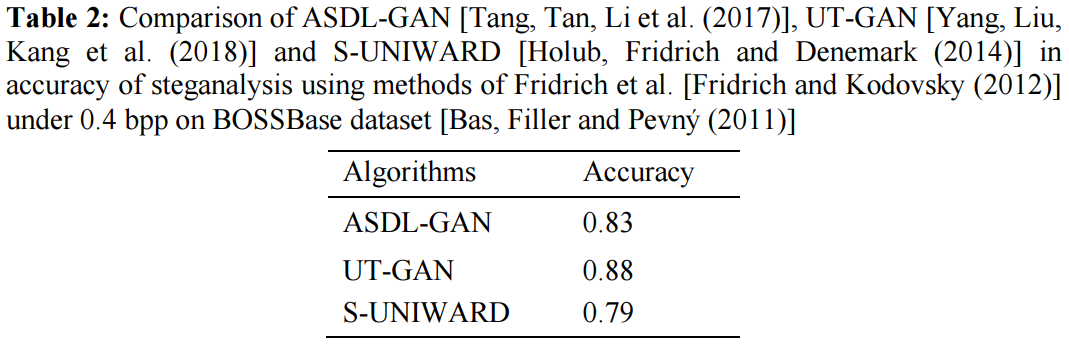 Table 2: Comparison of ASDL-GAN [Tang, Tan, Li et al. (2017)], UT-GAN [Yang, Liu,
Kang et al. (2018)] and S-UNIWARD [Holub, Fridrich and Denemark (2014)] in
accuracy of steganalysis using methods of Fridrich et al. [Fridrich and Kodovsky (2012)]
under 0.4 bpp on BOSSBase dataset [Bas, Filler and Pevný (2011)]
Algorithms Accuracy
ASDL-GAN 0.83
UT-GAN 0.88
S-UNIWARD 0.79